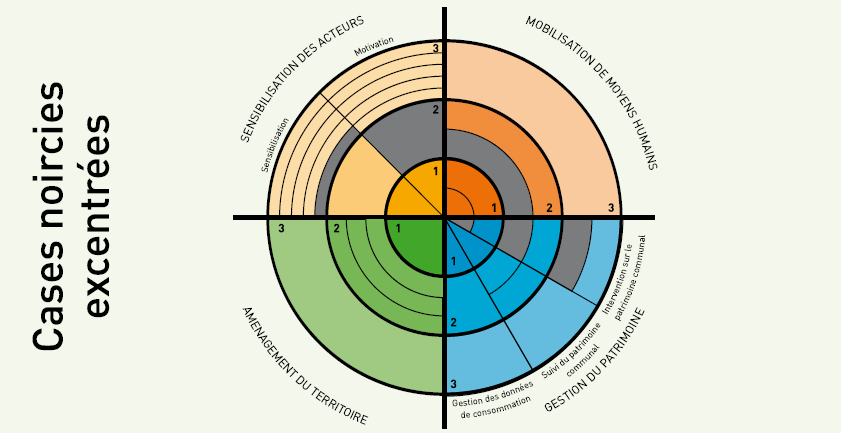 Cases noircies
excentrées
SENSIBILISATION DES ACTEURS
Motivation
Sensibilisation
3
2
1
MOBILISATION DE MOYENS HUMAINS
1
2
3
3
2
1
AMENAGEMENT DU TERRITOIRE
1
2
3
Intervention sur le
patrimoine communal
Suivi du patrimoine
communal
Gestion des données
de consommation
GESTION DU PATRIMOINE